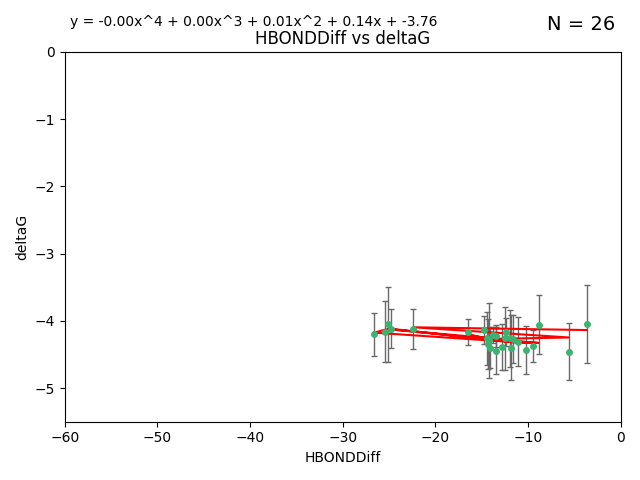 y = -0.00x^4 + 0.00x^3 + 0.01x^2 + 0.14x + -3.76
N = 26
HBONDDiff vs deltaG
0
−1
−2
−3
−4
−5
deltaG
−60 −50 −40 −30 −20 −10 0
HBONDDiff